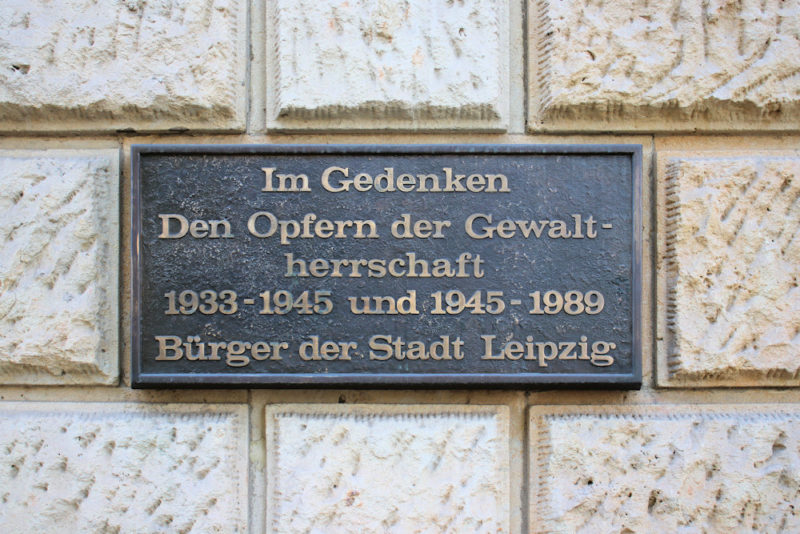 Im Gedenken
Den Opfern der Gewalt-
herrschaft
1933-1945 und 1945-1989
Bürger der Stadt Leipzig